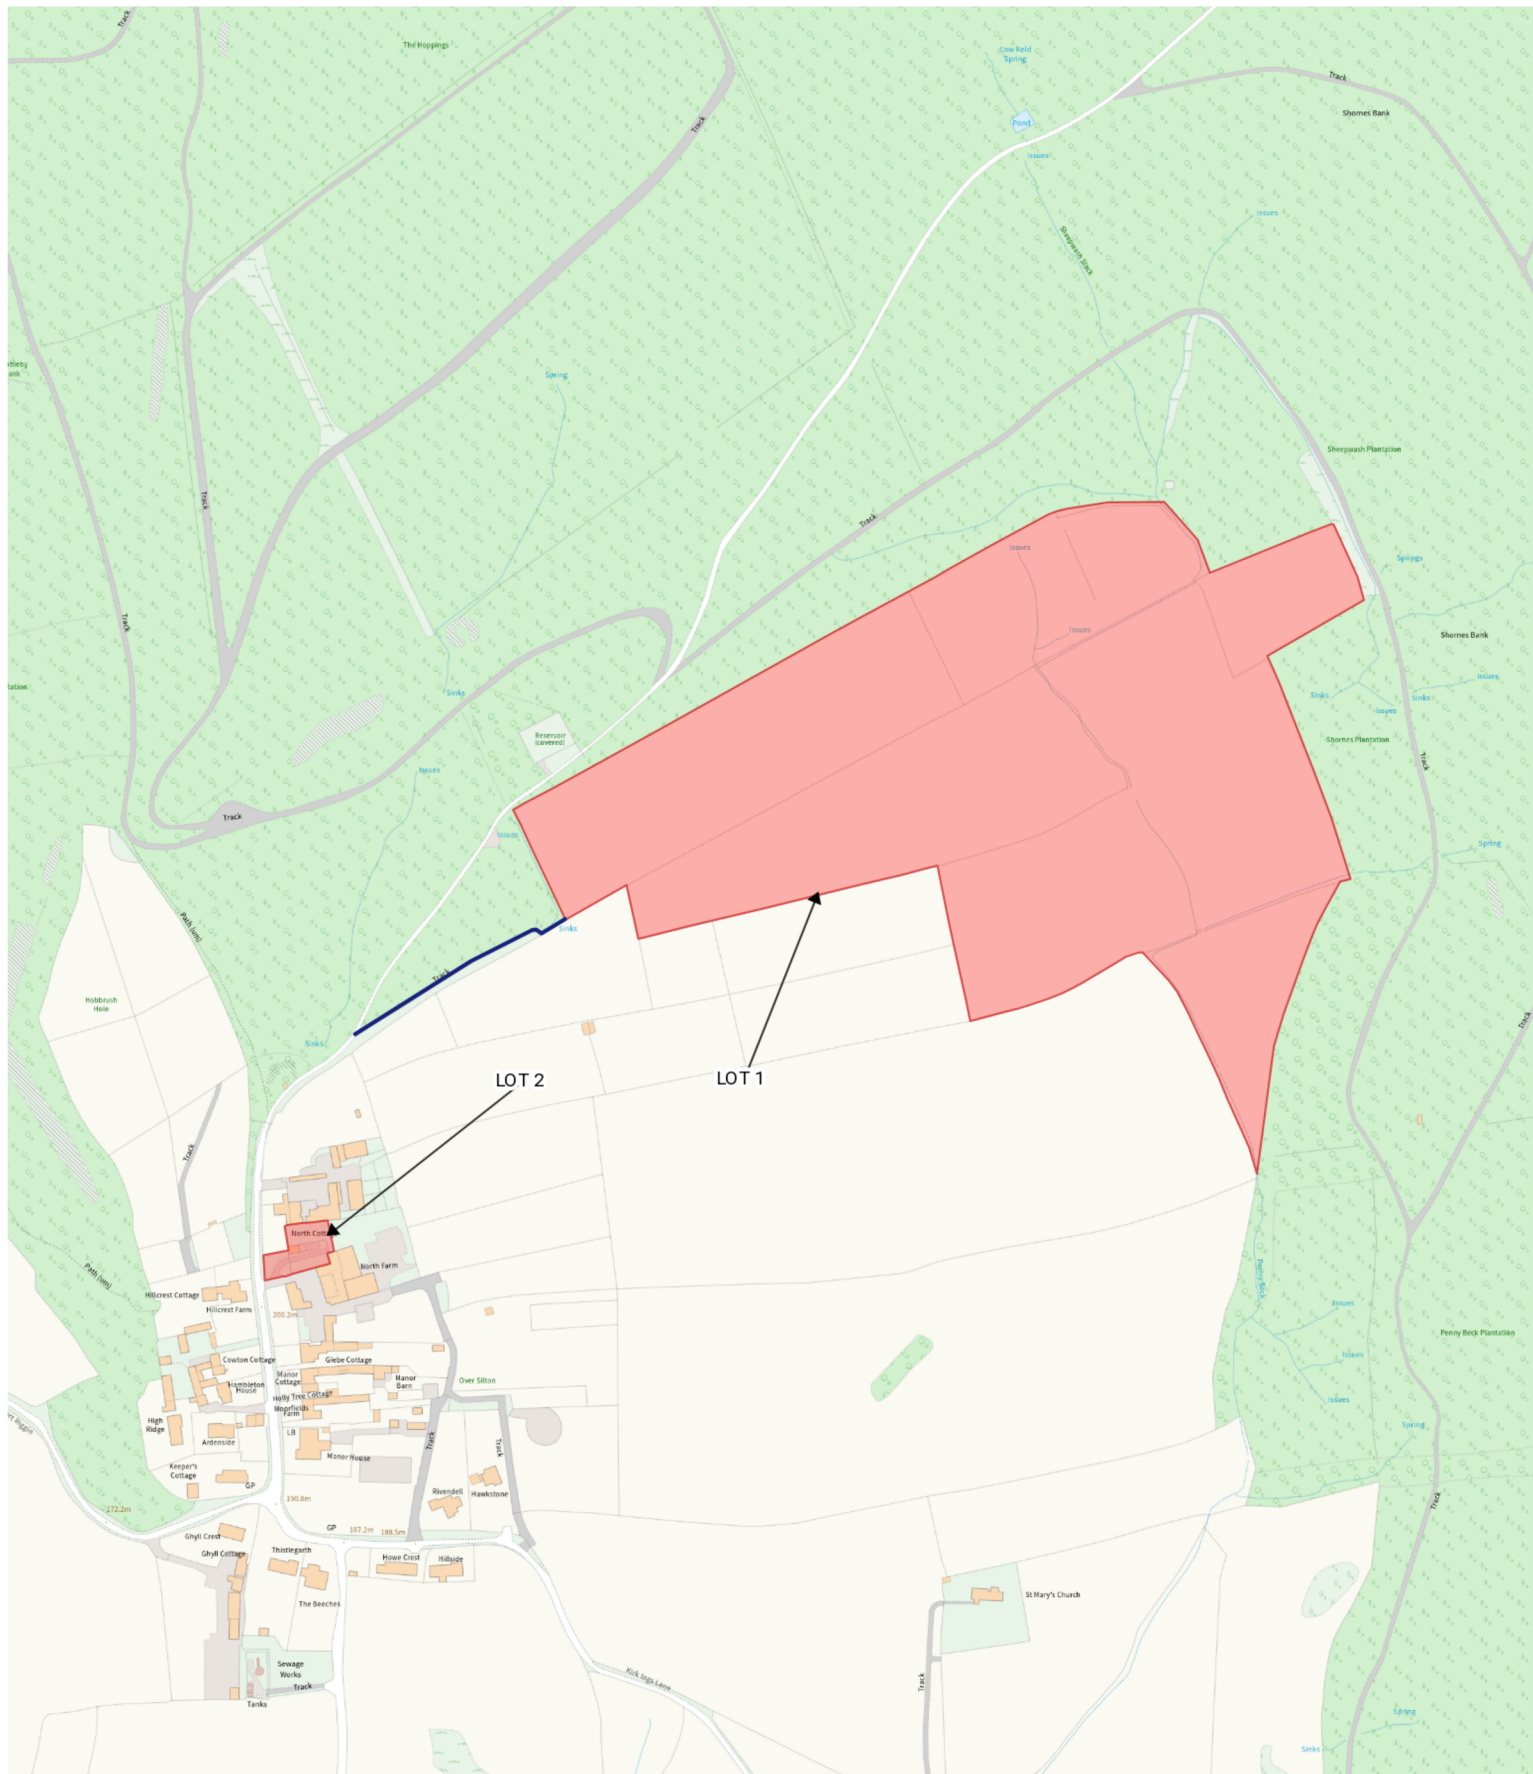 Track
The Hoppings
Cow Keld
Spring
Track
Shornes Bank
Track
Pond
Issues
Issues
Sheepwash Slack
Spring
Track
Sheepwash Plantation
Track
Issues
Springs
Track
Issues
Shornes Bank
Sinks
Issues
Sinks
Sinks
Issues
Reservoir
(covered)
Shornes Plantation
Track
Issues
Track
Issues
Spring
Path (um)
Sinks
Track
Hobbrush
Hole
Track
Sinks
LOT 2
LOT 1
Track
North Cott
North Farm
Path (um)
Penny Beck
Hillcrest Cottage
Hillcrest Farm
200.2m
Issues
Penny Beck Plantation
Cowton Cottage
Glebe Cottage
Issues
Manor
Cottage
Manor
Barn
Over Silton
Hambleton
House
Holly Tree Cottage
Moorfields
Farm
Issues
High
Ridge
LB
Spring
Ardenside
Track
Track
Manor House
Keeper's
Cottage
GP
Rivendell
Hawkstone
190.8m
Track
172.2m
GP
187.2m
188.5m
Ghyll Crest
Ghyll Cottage
Thistlegarth
Howe Crest
Hillside
The Beeches
St Mary's Church
Sewage
Works
Kirk Ings Lane
Track
Track
Tanks
Spring
Sinks